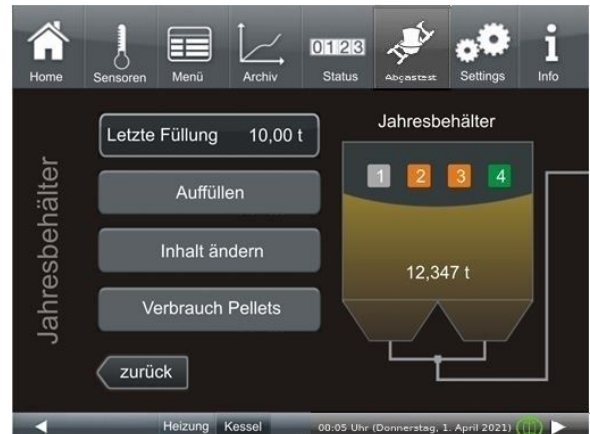 0123
Home Sensoren Menü Archiv Status Abgastest Settings Info
Jahresbehälter
Letzte Füllung 10,00 t
Auffüllen
Inhalt ändern
Verbrauch Pellets
zurück
Jahresbehälter
1 2 3 4
12,347 t
Heizung Kessel 00:05 Uhr (Donnerstag, 1. April 2021)